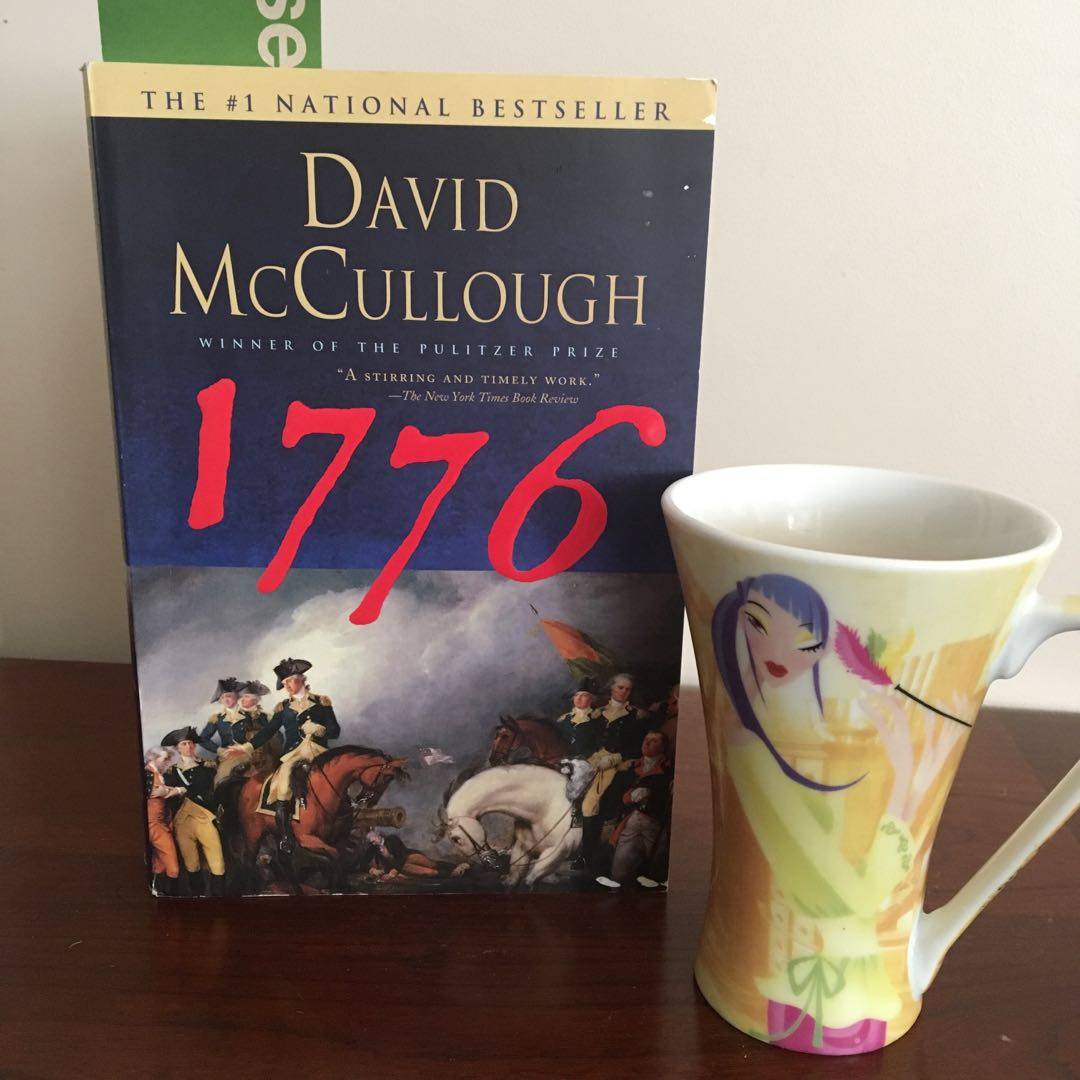 se
THE #1 NATIONAL BESTSELLER
DAVID
MCCULLOUGH
WINNER OF THE PULITZER PRIZE
"A STIRRING AND TIMELY WORK."
—The New York Times Book Review
1776